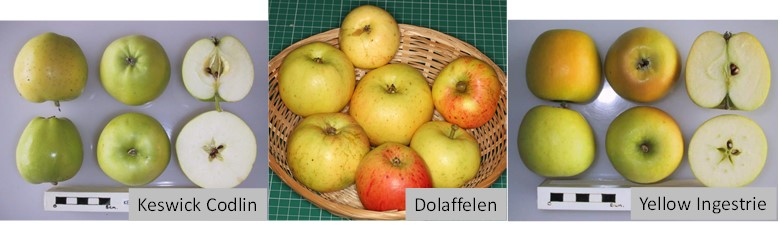 Keswick Codlin
Dolaffelen
Yellow Ingestrie